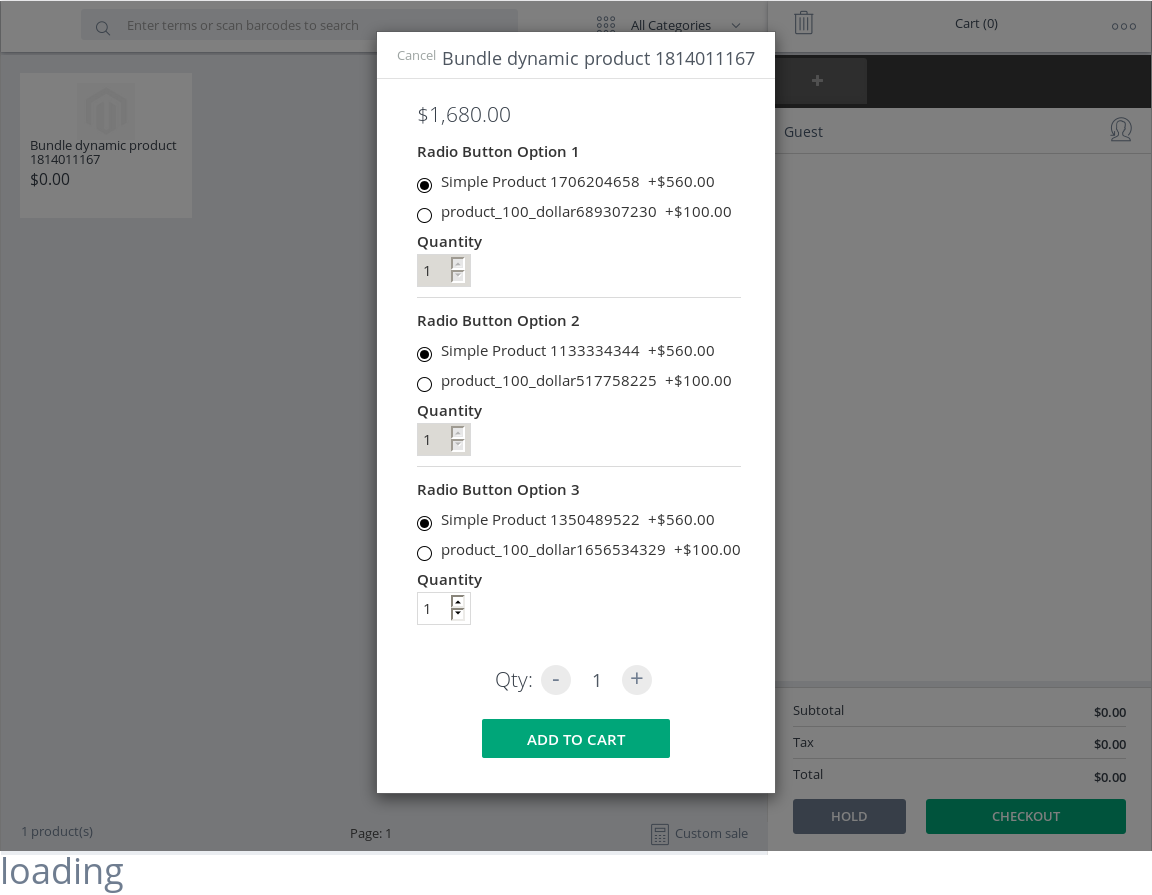 Enter terms or scan barcodes to search
All Categories
Cart (0)
Cancel Bundle dynamic product 1814011167
+
Guest
Bundle dynamic product
1814011167
$0.00
$1,680.00
Radio Button Option 1
Simple Product 1706204658 +$560.00
product_100_dollar689307230 +$100.00
Quantity
1
Radio Button Option 2
Simple Product 1133334344 +$560.00
product_100_dollar517758225 +$100.00
Quantity
1
Radio Button Option 3
Simple Product 1350489522 +$560.00
product_100_dollar1656534329 +$100.00
Quantity
1
Qty: - 1 +
ADD TO CART
Subtotal $0.00
Tax $0.00
Total $0.00
HOLD CHECKOUT
1 product(s) Page: 1 Custom sale
loading